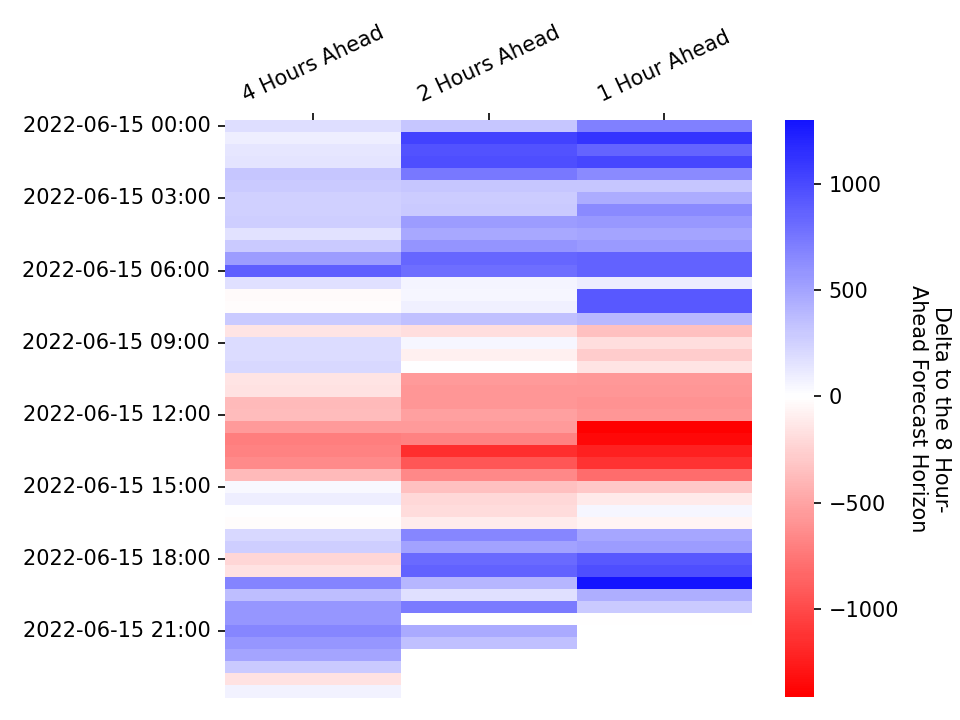 4 Hours Ahead
2 Hours Ahead
1 Hour Ahead
2022-06-15 00:00
2022-06-15 03:00
2022-06-15 06:00
2022-06-15 09:00
2022-06-15 12:00
2022-06-15 15:00
2022-06-15 18:00
2022-06-15 21:00
1000
500
0
−500
−1000
Delta to the 8 Hour-
Ahead Forecast Horizon